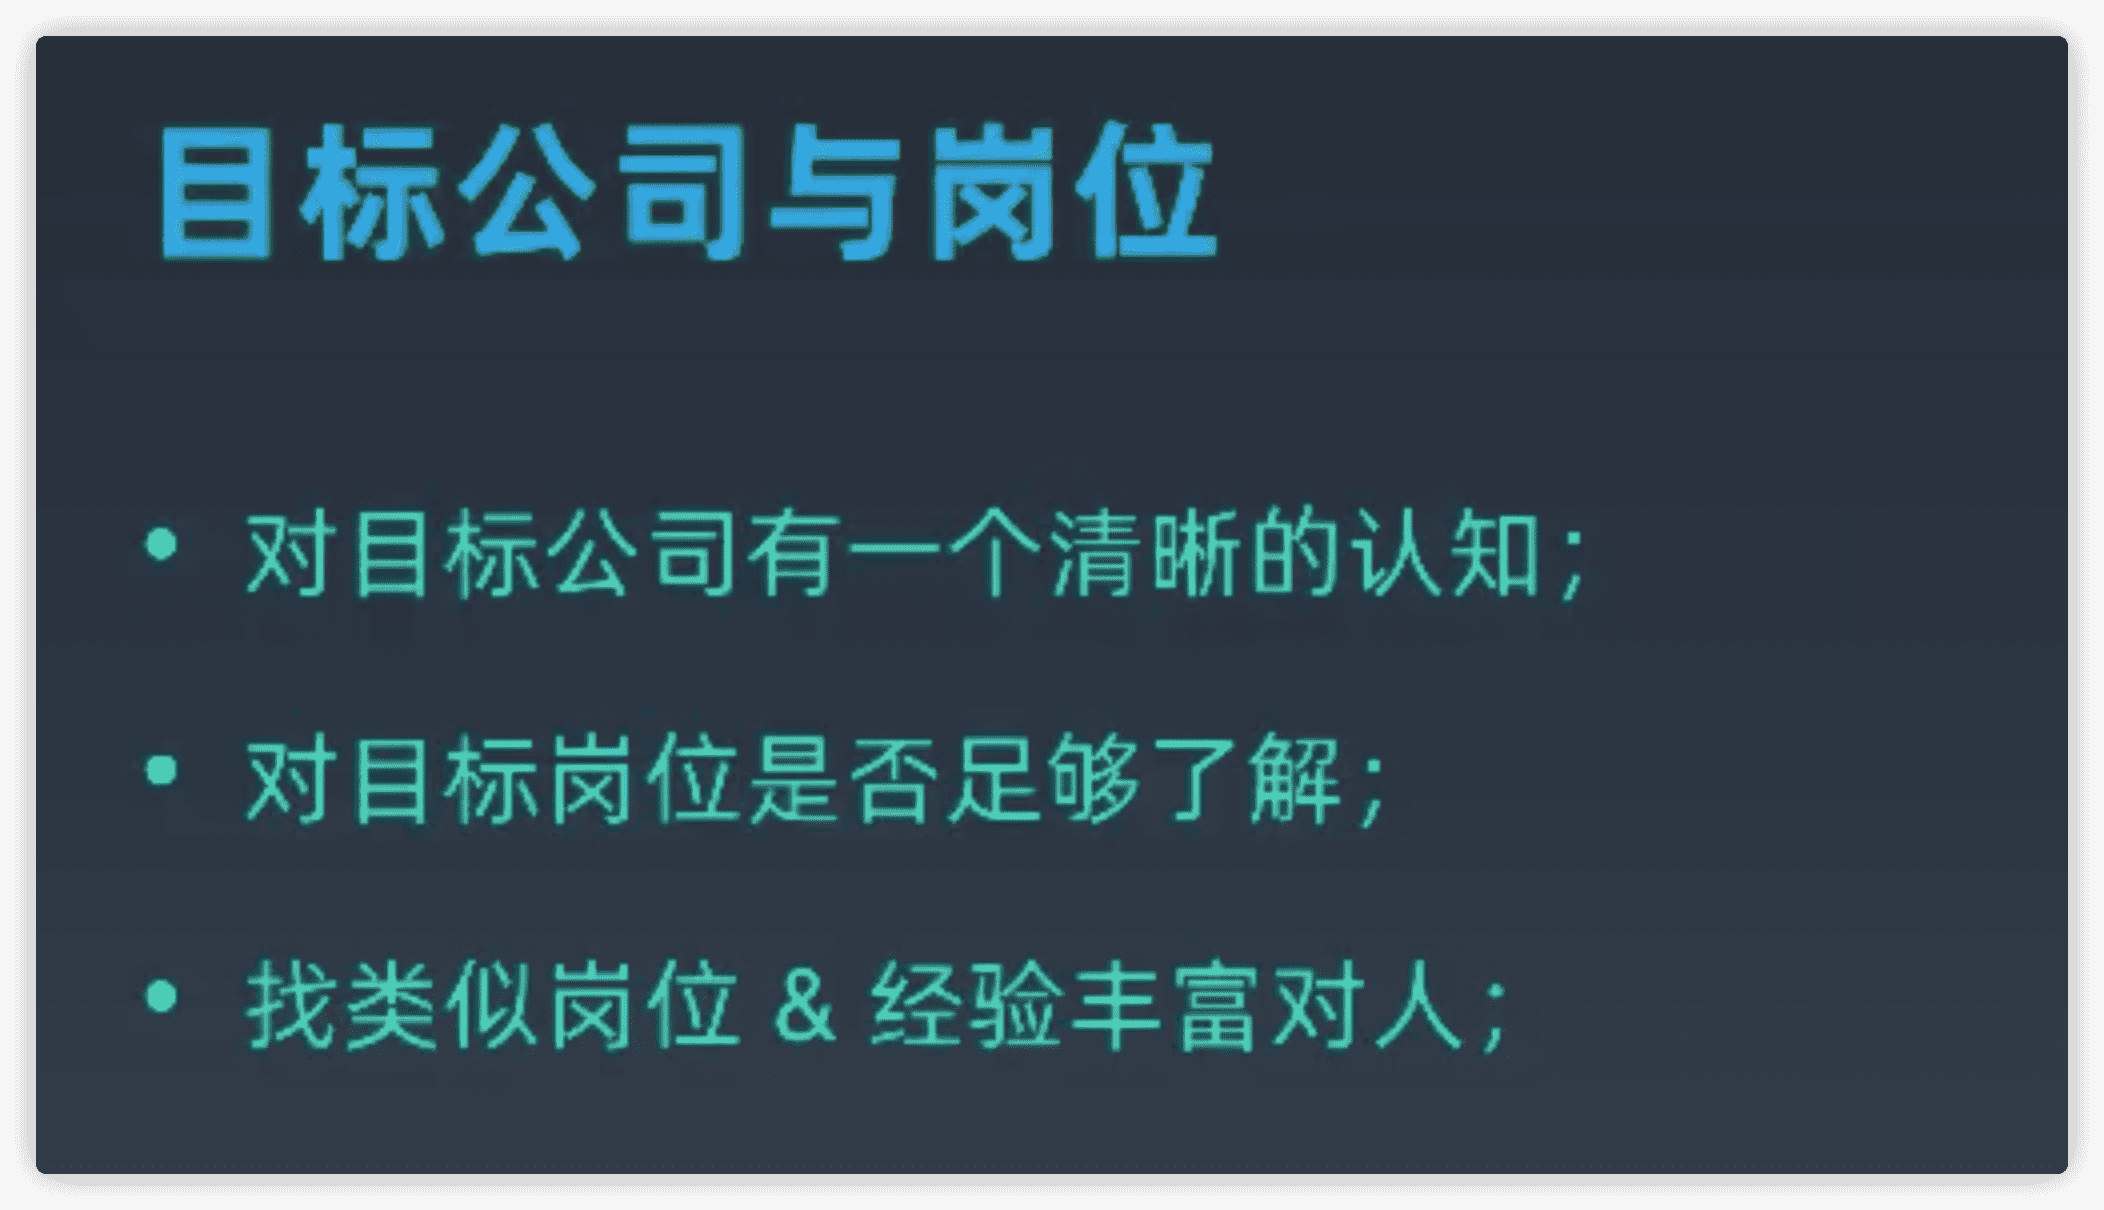 目标公司与岗位
• 对目标公司有一个清晰的认知；
• 对目标岗位是否足够了解；
• 找类似岗位 & 经验丰富对人；